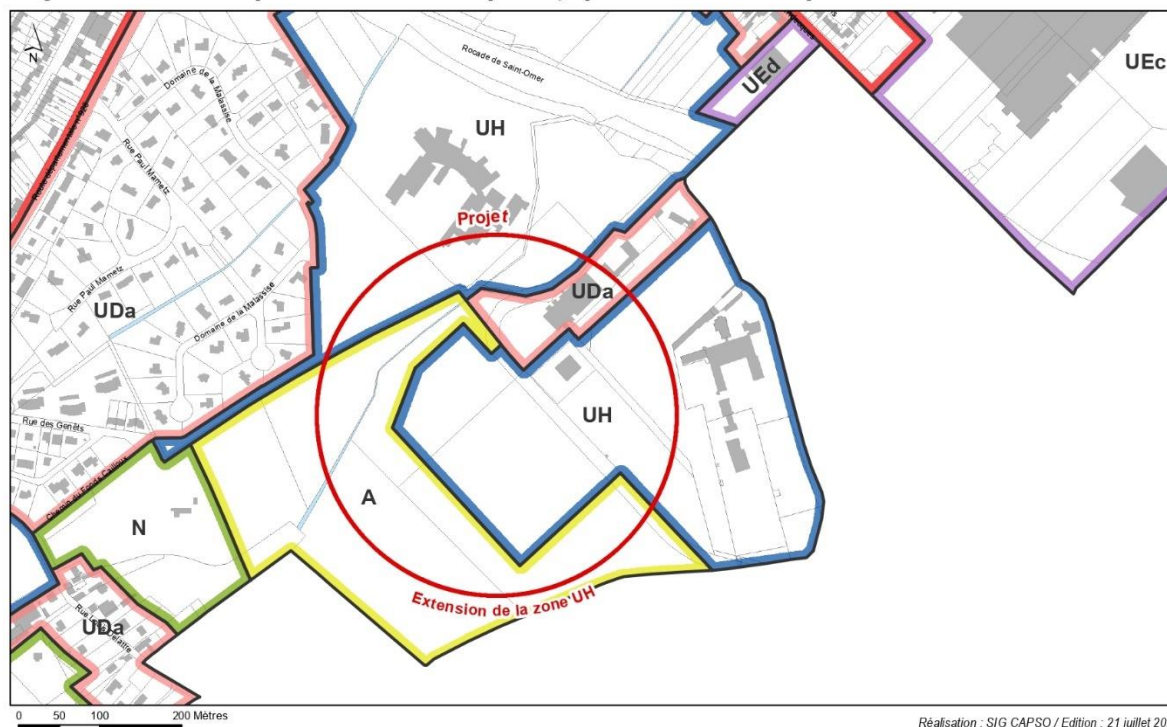 N
Rocade de Saint-Omer
UEd
UEc
Domaine de la Malassise
UH
Rue Paul Mametz
Projet
Rue Paul Mametz
UDa
UDa
Domaine de la Malassise
Rue des Genêts
UH
A
N
Extension de la zone UH
UDa
0 50 100 200 Mètres
Réalisation : SIG CAPSO / Edition : 21 juillet 20